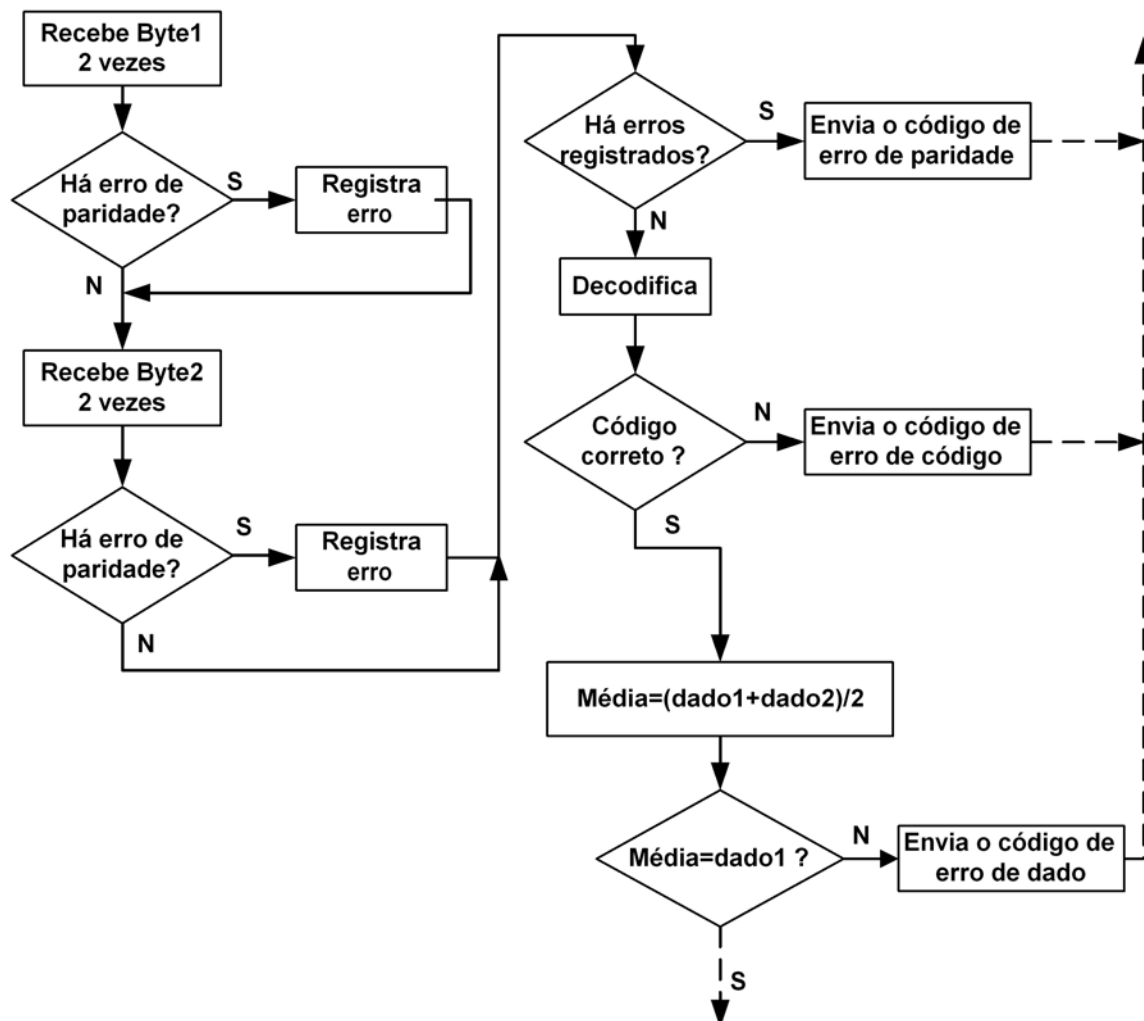 Recebe Byte1
2 vezes
Há erro de
paridade?
S
Registra
erro
N
Recebe Byte2
2 vezes
Há erro de
paridade?
S
Registra
erro
N
Há erros
registrados?
S
Envia o código de
erro de paridade
N
Decodifica
Código
correto ?
N
Envia o código de
erro de código
S
Média=(dado1+dado2)/2
Média=dado1 ?
N
Envia o código de
erro de dado
S